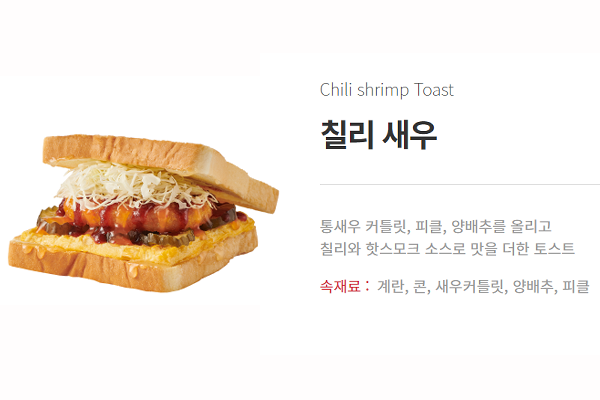 Chili shrimp Toast
칠리 새우
통새우 커틀릿, 피클, 양배추를 올리고
칠리와 핫스모크 소스로 맛을 더한 토스트
속재료 : 계란, 콘, 새우커틀릿, 양배추, 피클